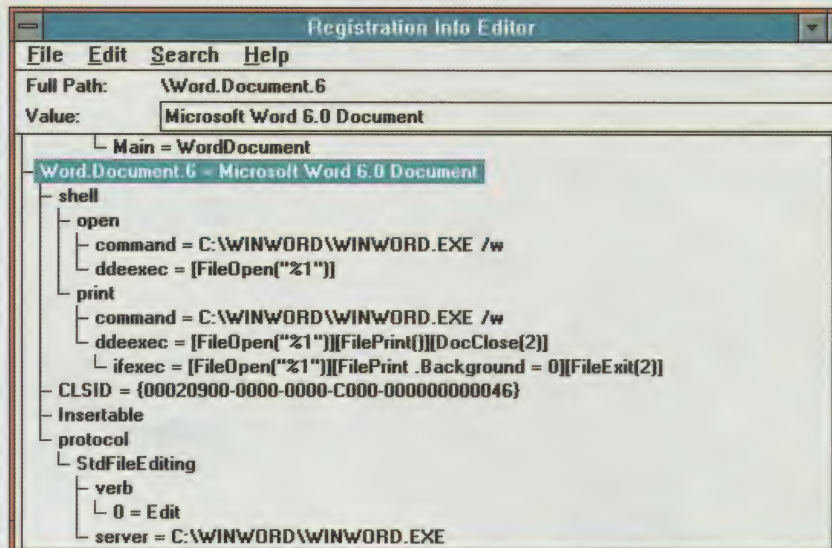 Registration Info Editor
File Edit Search Help
Full Path: \Word.Document.6
Value: Microsoft Word 6.0 Document
Main = WordDocument
Word.Document.6 = Microsoft Word 6.0 Document
shell
open
command = C:\WINWORD\WINWORD.EXE /w
ddeexec = [FileOpen("%1")]
print
command = C:\WINWORD\WINWORD.EXE /w
ddeexec = [FileOpen("%1")][FilePrint()][DocClose(2)]
ifexec = [FileOpen("%1")][FilePrint .Background = 0][FileExit(2)]
CLSID = {00020900-0000-0000-C000-000000000046}
Insertable
protocol
StdFileEditing
verb
0 = Edit
server = C:\WINWORD\WINWORD.EXE